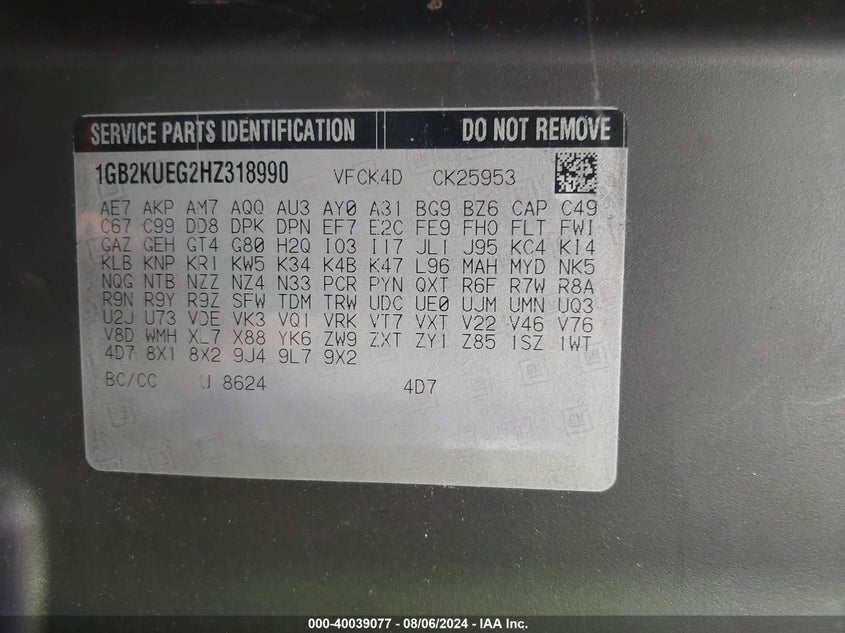 SERVICE PARTS IDENTIFICATION DO NOT REMOVE
1GB2KUEG2HZ318990 VFCK4D CK25953
AE7 AKP AM7 AQQ AU3 AY0 A31 BG9 BZ6 CAP C49
C67 C99 DD8 DPK DPN EF7 E2C FE9 FHO FLT FWI
GAZ GEH GT4 G80 H2Q IO3 I17 JL1 J95 KC4 KI4
KLB KNP KR1 KW5 K34 K4B K47 L96 MAH MYD NK5
NQG NTB NZZ NZ4 N33 PCR PYN QXT R6F R7W R8A
R9N R9Y R9Z SFW TDM TRW UDC UE0 UJM UMN UQ3
U2J U73 VDE VK3 VQ1 VRK VT7 VXT V22 V46 V76
V8D WMH XL7 X88 YK6 ZW9 ZXT ZY1 Z85 1SZ 1WT
4D7 8X1 8X2 9J4 9L7 9X2
BC/CC U 8624 4D7
000-40039077 - 08/06/2024 - IAA Inc.